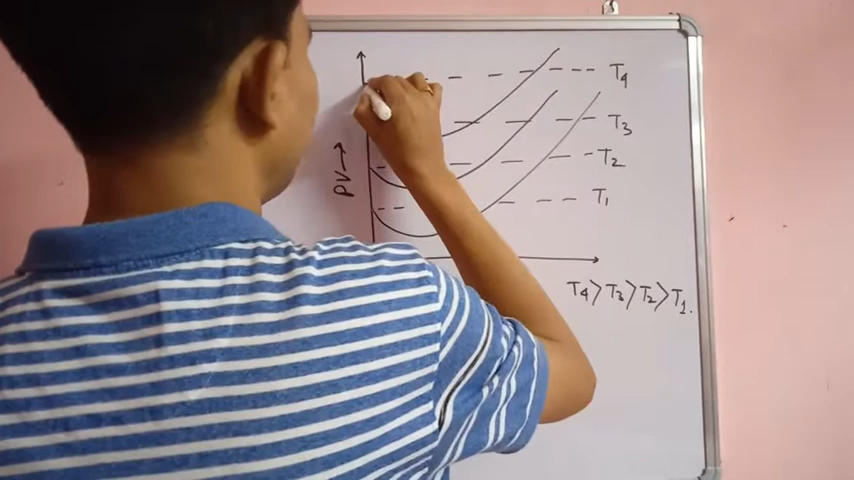 T₄
T₃
T₂
T₁
PV →
T₄ > T₃ > T₂ > T₁.